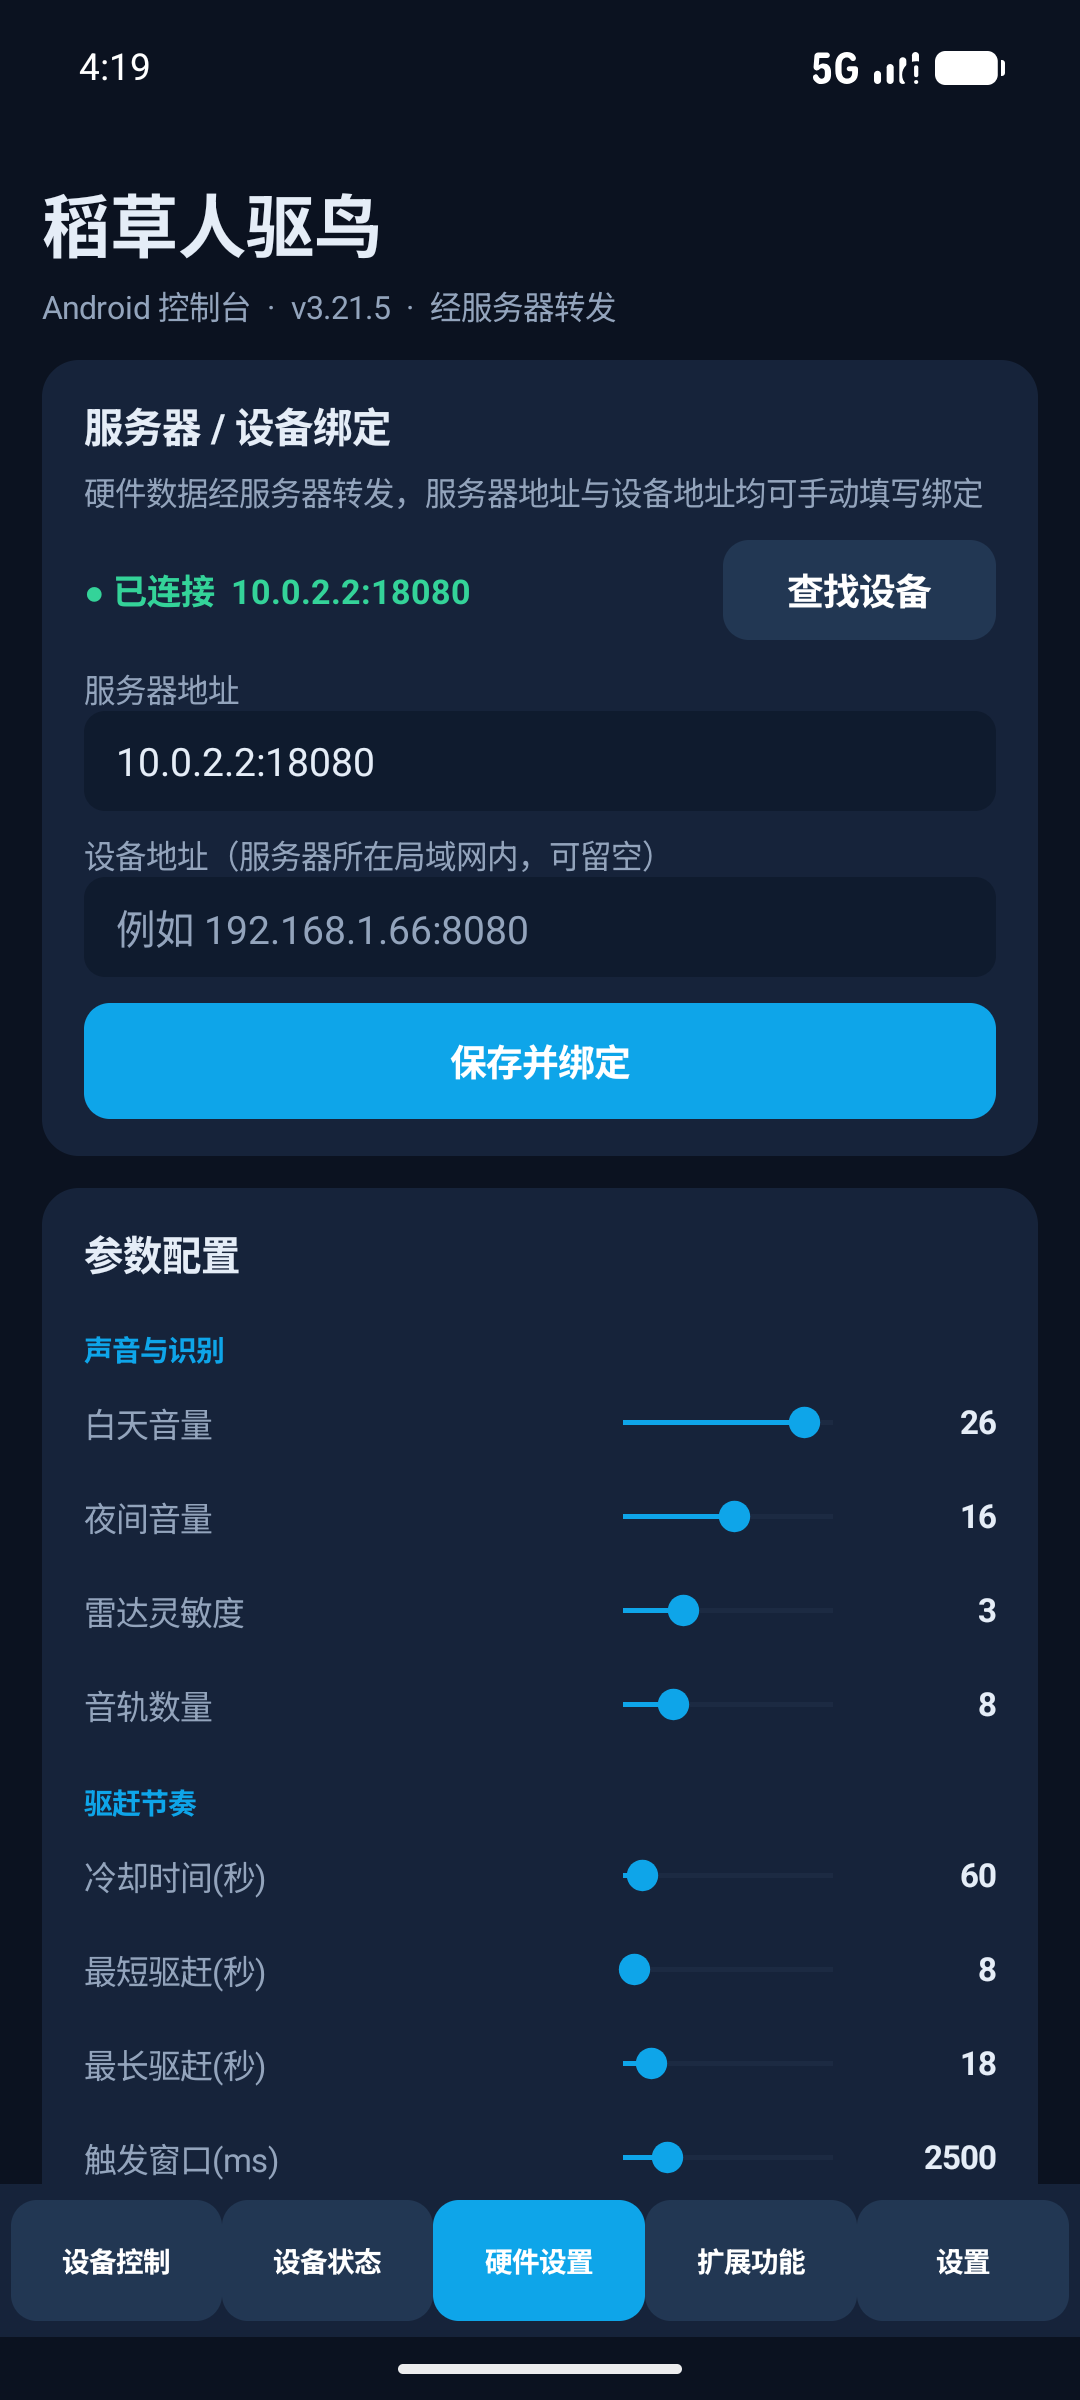 4:19
5G
稻草人驱鸟
Android 控制台 · v3.21.5 · 经服务器转发
服务器 / 设备绑定
硬件数据经服务器转发，服务器地址与设备地址均可手动填写绑定
● 已连接 10.0.2.2:18080
查找设备
服务器地址
10.0.2.2:18080
设备地址（服务器所在局域网内，可留空）
例如 192.168.1.66:8080
保存并绑定
参数配置
声音与识别
白天音量 26
夜间音量 16
雷达灵敏度 3
音轨数量 8
驱赶节奏
冷却时间(秒) 60
最短驱赶(秒) 8
最长驱赶(秒) 18
触发窗口(ms) 2500
设备控制 设备状态 硬件设置 扩展功能 设置